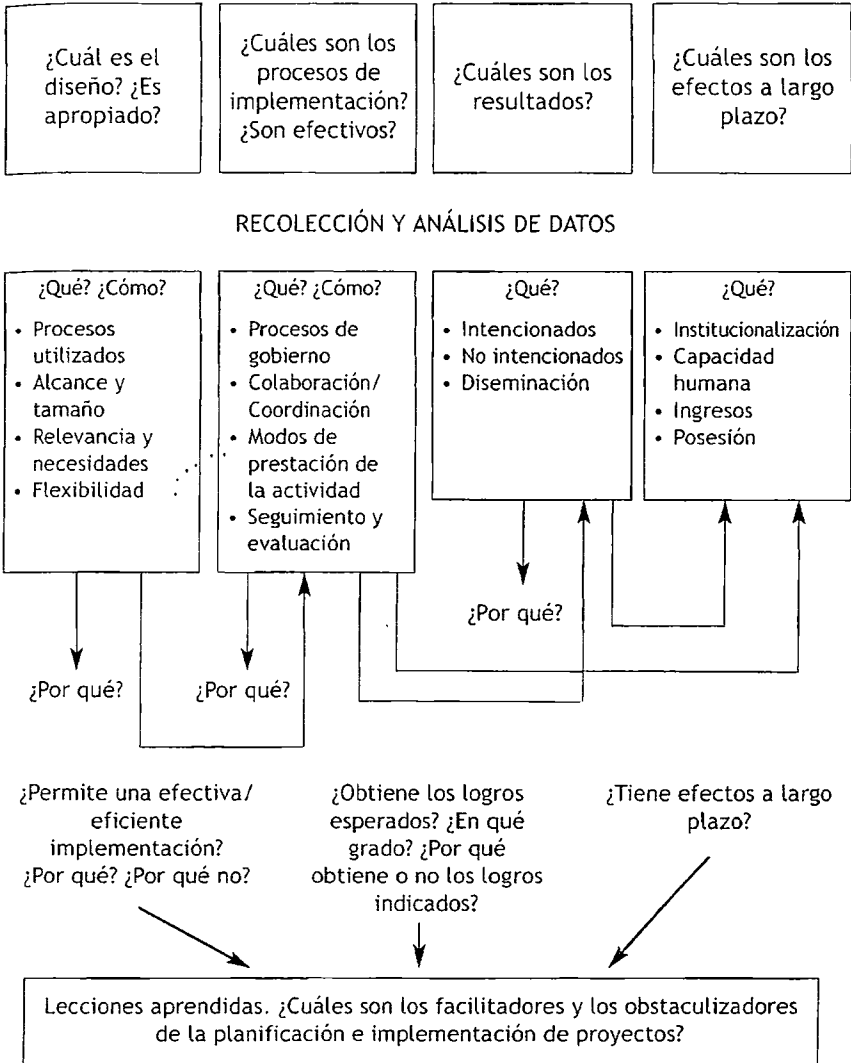 ¿Cuál es el
diseño? ¿Es
apropiado?
¿Cuáles son los
procesos de
implementación?
¿Son efectivos?
¿Cuáles son los
resultados?
¿Cuáles son los
efectos a largo
plazo?
RECOLECCIÓN Y ANÁLISIS DE DATOS
¿Qué? ¿Cómo?
• Procesos
utilizados
• Alcance y
tamaño
• Relevancia y
necesidades
• Flexibilidad
¿Qué? ¿Cómo?
• Procesos de
gobierno
• Colaboración/
Coordinación
• Modos de
prestación de
la actividad
• Seguimiento y
evaluación
¿Qué?
• Intencionados
• No intencionados
• Diseminación
¿Qué?
• Institucionalización
• Capacidad
humana
• Ingresos
• Posesión
¿Por qué?
¿Por qué?
¿Por qué?
¿Permite una efectiva/
eficiente
implementación?
¿Por qué? ¿Por qué no?
¿Obtiene los logros
esperados? ¿En qué
grado? ¿Por qué
obtiene o no los logros
indicados?
¿Tiene efectos a largo
plazo?
Lecciones aprendidas. ¿Cuáles son los facilitadores y los obstaculizadores
de la planificación e implementación de proyectos?